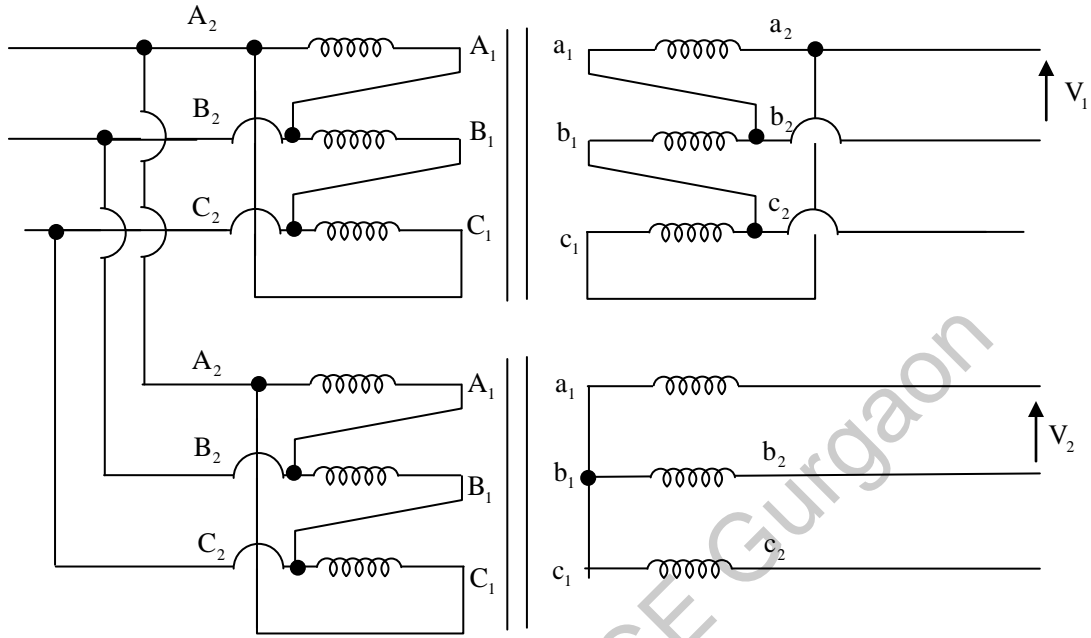 A₂ a₂
A₁ a₁
V₁
B₂ b₂
B₁ b₁
C₂ c₂
C₁ c₁
A₂
A₁ a₁
V₂
B₂ b₂
B₁ b₁
C₂ c₂
C₁ c₁
CE Gurgaon